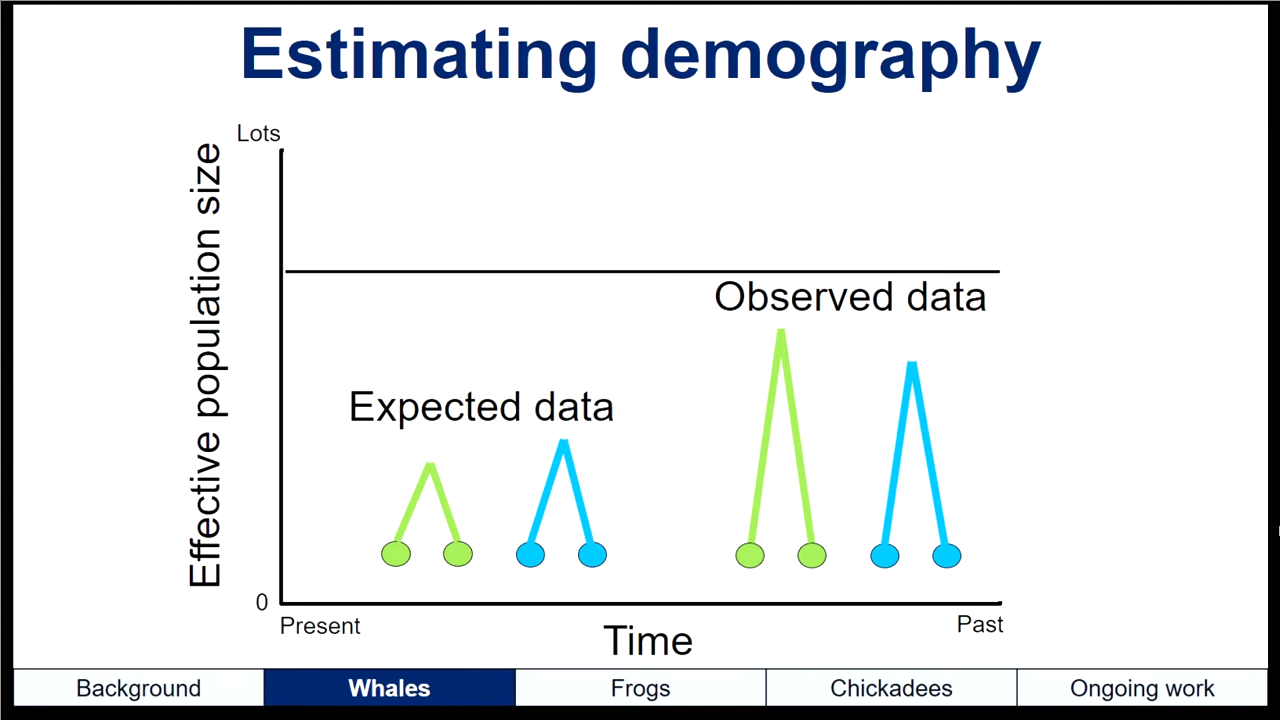 Estimating demography
Lots
Effective population size
Observed data
Expected data
0
Present
Past
Time
Background
Whales
Frogs
Chickadees
Ongoing work